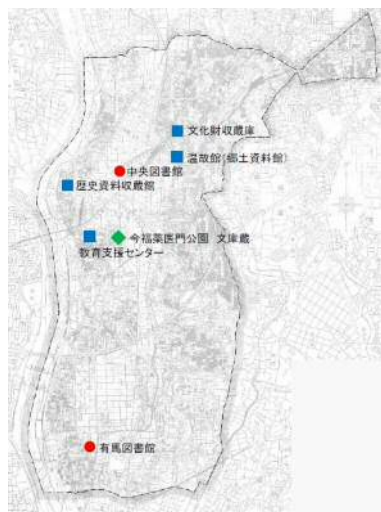 文化財収蔵庫
温故館(郷土資料館)
中央図書館
歴史資料収蔵館
今福薬医門公園 文庫蔵
教育支援センター
有馬図書館